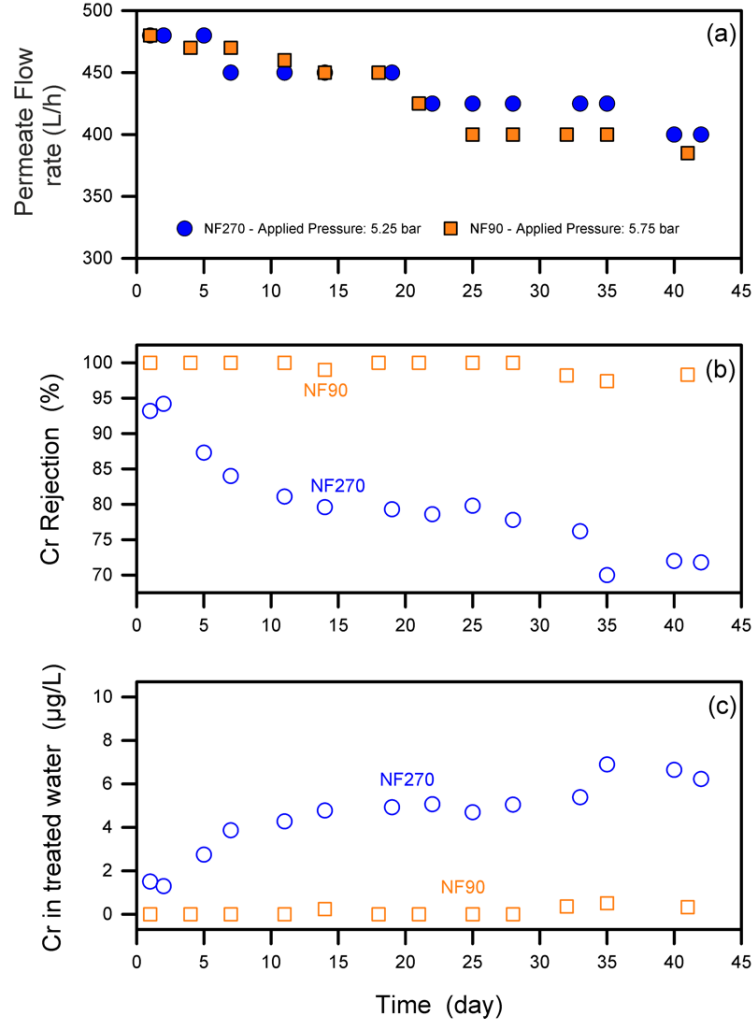 (a)
Permeate Flow
rate (L/h)
500
450
400
350
300
NF270 - Applied Pressure: 5.25 bar
NF90 - Applied Pressure: 5.75 bar
0 5 10 15 20 25 30 35 40 45
(b)
Cr Rejection (%)
100
95
90
85
80
75
70
NF90
NF270
0 5 10 15 20 25 30 35 40 45
(c)
Cr in treated water (µg/L)
10
8
6
4
2
0
NF270
NF90
0 5 10 15 20 25 30 35 40 45
Time (day)